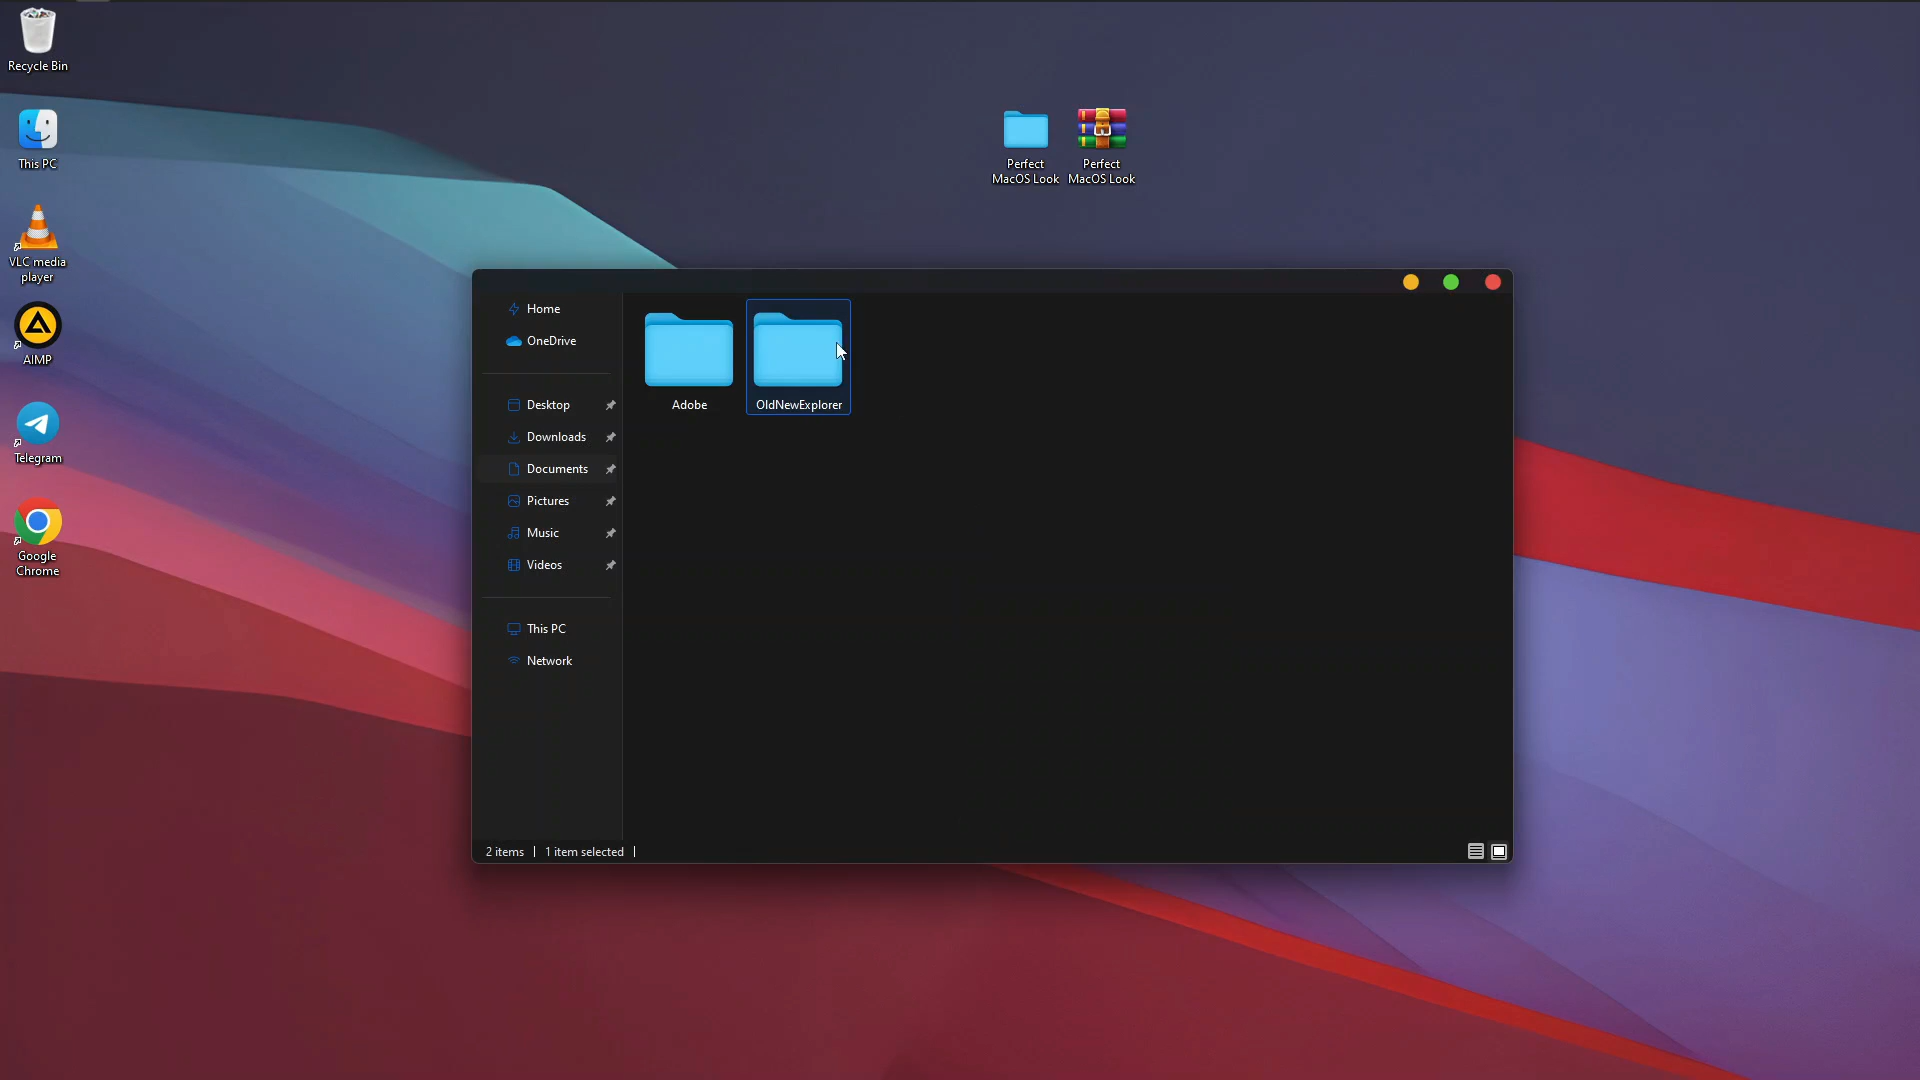 Recycle Bin
This PC
VLC media
player
AIMP
Telegram
Google
Chrome
Perfect
MacOS Look
Perfect
MacOS Look
Home
OneDrive
Desktop
Downloads
Documents
Pictures
Music
Videos
This PC
Network
Adobe
OldNewExplorer
2 items
1 item selected